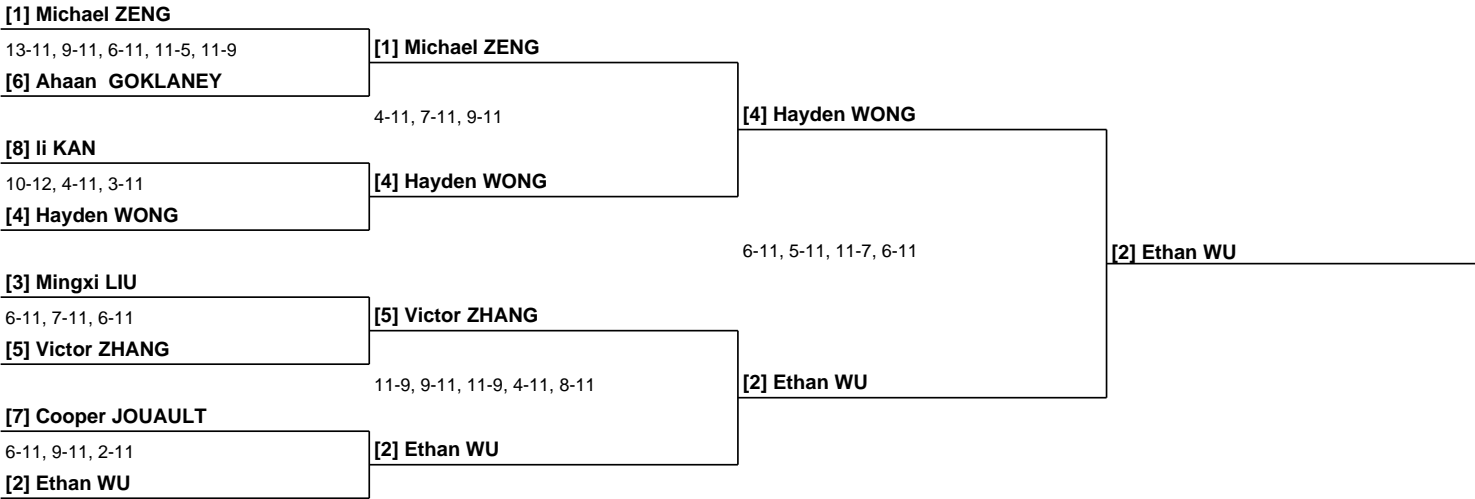 [1] Michael ZENG
13-11, 9-11, 6-11, 11-5, 11-9
[6] Ahaan  GOKLANEY
[8] li KAN
10-12, 4-11, 3-11
[4] Hayden WONG
[3] Mingxi LIU
6-11, 7-11, 6-11
[5] Victor ZHANG
[7] Cooper JOUAULT
6-11, 9-11, 2-11
[2] Ethan WU
[1] Michael ZENG
4-11, 7-11, 9-11
[4] Hayden WONG
[5] Victor ZHANG
11-9, 9-11, 11-9, 4-11, 8-11
[2] Ethan WU
[4] Hayden WONG
6-11, 5-11, 11-7, 6-11
[2] Ethan WU
[2] Ethan WU